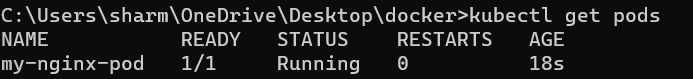 C:\Users\sharm\OneDrive\Desktop\docker>kubectl get pods
NAME           READY   STATUS    RESTARTS   AGE
my-nginx-pod   1/1     Running   0          18s